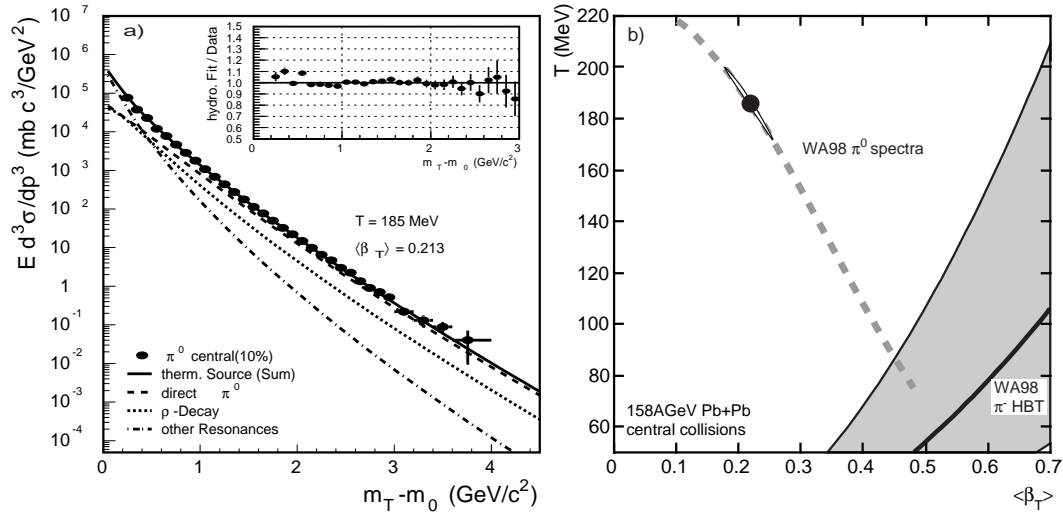 a)
E d³σ/dp³ (mb c³/GeV²)
10⁷
10⁶
10⁵
10⁴
10³
10²
10
1
10⁻¹
10⁻²
10⁻³
10⁻⁴
0 1 2 3 4
m_T-m₀ (GeV/c²)
hydro. Fit / Data
1.4
1.3
1.2
1.1
1.0
0.9
0.8
0.7
0.6
0.5
0 1 2 3
m_T-m₀ (GeV/c²)
T = 185 MeV
⟨β_T⟩ = 0.213
π⁰ central(10%)
therm. Source (Sum)
direct π⁰
ρ -Decay
other Resonances
b)
T (MeV)
220
200
180
160
140
120
100
80
60
0 0.1 0.2 0.3 0.4 0.5 0.6 0.7
<β_T>
WA98 π⁰ spectra
WA98
π⁻ HBT
158AGeV Pb+Pb
central collisions